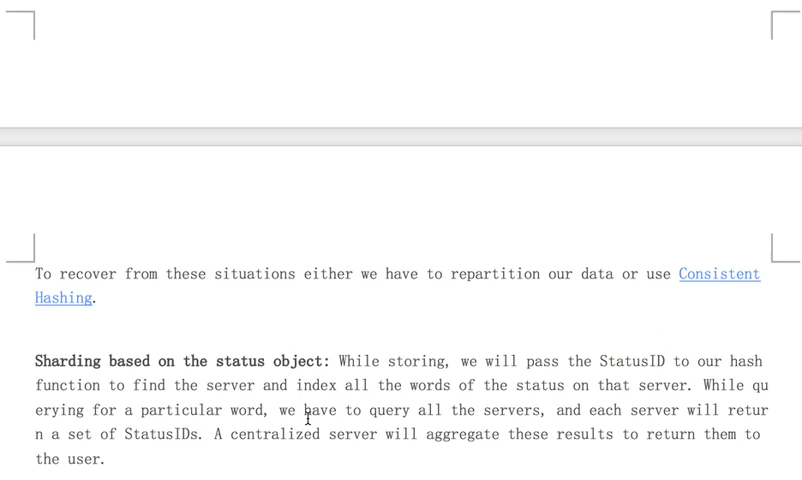 To recover from these situations either we have to repartition our data or use Consistent
Hashing.
Sharding based on the status object: While storing, we will pass the StatusID to our hash
function to find the server and index all the words of the status on that server. While qu
erying for a particular word, we have to query all the servers, and each server will retur
n a set of StatusIDs. A centralized server will aggregate these results to return them to
the user.